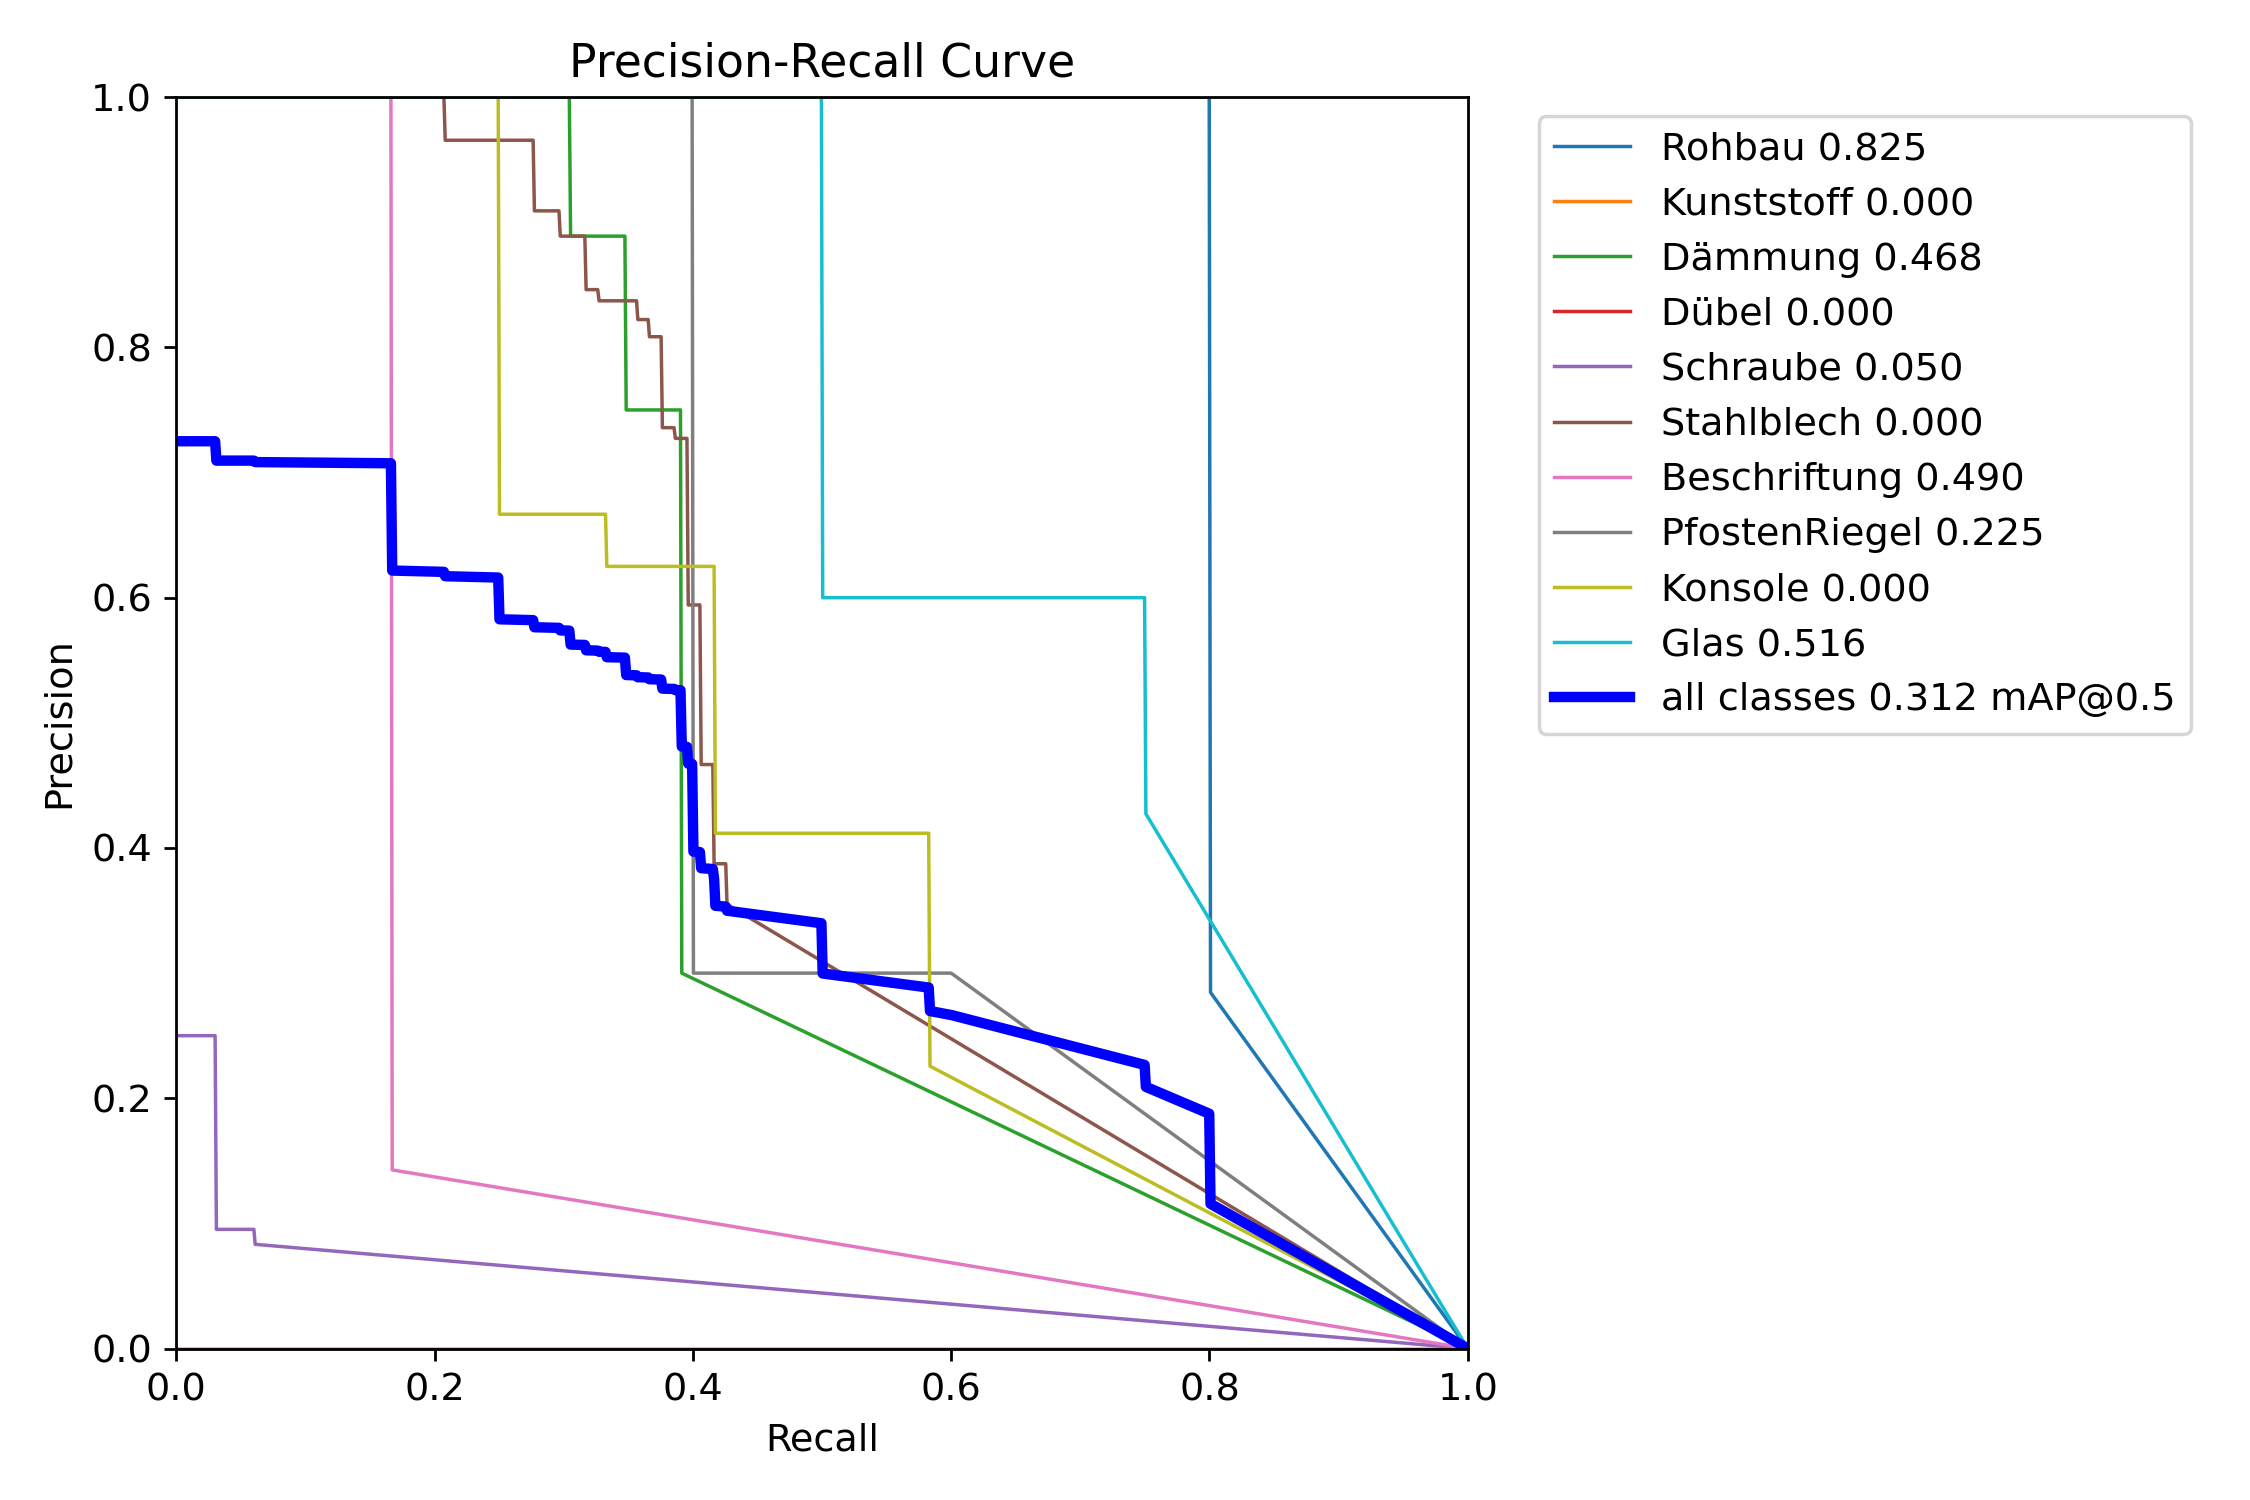 Precision-Recall Curve
1.0
0.8
0.6
0.4
0.2
0.0
Precision
0.0 0.2 0.4 0.6 0.8 1.0
Recall
Rohbau 0.825
Kunststoff 0.000
Dämmung 0.468
Dübel 0.000
Schraube 0.050
Stahlblech 0.000
Beschriftung 0.490
PfostenRiegel 0.225
Konsole 0.000
Glas 0.516
all classes 0.312 mAP@0.5